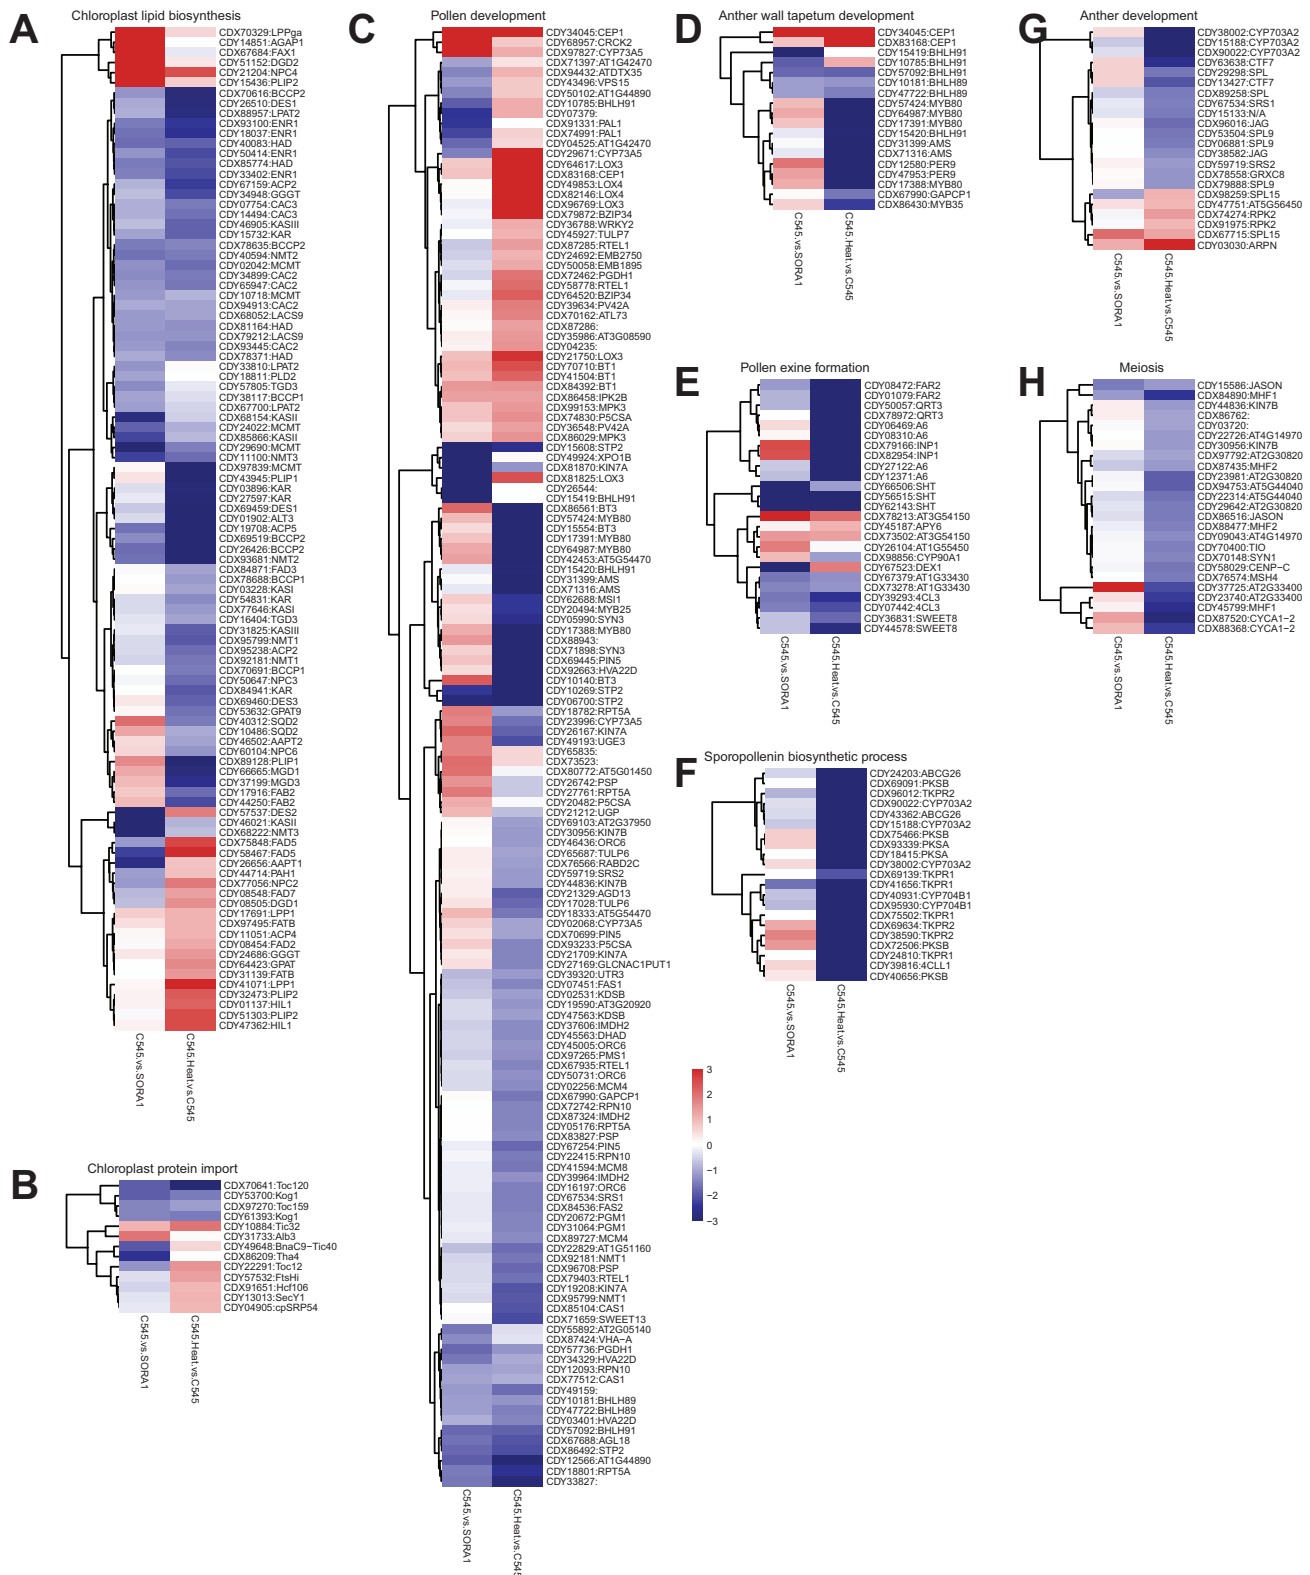 A
Chloroplast lipid biosynthesis
CDX70329:LPPga
CDY14851:AGAP1
CDX67684:FAX1
CDY51152:DGD2
CDY21204:NPC4
CDY15436:PLIP2
CDX70616:BCCP2
CDY26510:DES1
CDX88957:LPAT2
CDX93100:ENR1
CDY18037:ENR1
CDY40083:HAD
CDY50414:ENR1
CDX85774:HAD
CDY33402:ENR1
CDY67159:ACP2
CDY34948:GGGT
CDY07754:CAC3
CDY14494:CAC3
CDY46905:KASIII
CDY15732:KAR
CDX78635:BCCP2
CDY40594:NMT2
CDY02042:MCMT
CDY34899:CAC2
CDY65947:CAC2
CDY10718:MCMT
CDX94913:CAC2
CDX68052:LACS9
CDX81164:HAD
CDX79212:LACS9
CDX93445:CAC2
CDX78371:HAD
CDY33810:LPAT2
CDY18811:PLD2
CDY57805:TGD3
CDY38117:BCCP1
CDX67700:LPAT2
CDX68154:KASII
CDY24022:MCMT
CDX85866:KASII
CDY29690:MCMT
CDY11100:NMT3
CDX97839:MCMT
CDY43945:PLIP1
CDY03896:KAR
CDY27597:KAR
CDX69459:DES1
CDY01902:ALT3
CDY19708:ACP5
CDX69519:BCCP2
CDY26426:BCCP2
CDX93681:NMT2
CDX84871:FAD3
CDX78688:BCCP1
CDY03228:KASI
CDY54831:KAR
CDX77646:KASI
CDY16404:TGD3
CDY31825:KASIII
CDX95799:NMT1
CDX95238:ACP2
CDX92181:NMT1
CDX70691:BCCP1
CDY50647:NPC3
CDX84941:KAR
CDX69460:DES3
CDY53632:GPAT9
CDY40312:SQD2
CDY10486:SQD2
CDY46502:AAPT2
CDY60104:NPC6
CDX89128:PLIP1
CDY66665:MGD1
CDY37199:MGD3
CDY17916:FAB2
CDY44250:FAB2
CDY57537:DES2
CDY46021:KASII
CDX68222:NMT3
CDX75848:FAD5
CDY58467:FAD5
CDY26656:AAPT1
CDY44714:PAH1
CDX77056:NPC2
CDY08548:FAD7
CDY08505:DGD1
CDY17691:LPP1
CDX97495:FATB
CDY11051:ACP4
CDY08454:FAD2
CDY24686:GGGT
CDY64423:GPAT
CDY31139:FATB
CDY41071:LPP1
CDY32473:PLIP2
CDY01137:HIL1
CDY51303:PLIP2
CDY47362:HIL1
C545.vs.SORA1
C545.Heat.vs.C545
B
Chloroplast protein import
CDX70641:Toc120
CDY53700:Kog1
CDX97270:Toc159
CDY61393:Kog1
CDY10884:Tic32
CDY31733:Alb3
CDY49648:BnaC9−Tic40
CDX86209:Tha4
CDY22291:Toc12
CDY57532:FtsHi
CDX91651:Hcf106
CDY13013:SecY1
CDY04905:cpSRP54
C545.vs.SORA1
C545.Heat.vs.C545
C
Pollen development
CDY34045:CEP1
CDY68957:CRCK2
CDX97827:CYP73A5
CDX71397:AT1G42470
CDX94432:ATDTX35
CDY43496:VPS15
CDY50102:AT1G44890
CDY10785:BHLH91
CDY07379:
CDX91331:PAL1
CDX74991:PAL1
CDY04525:AT1G42470
CDY29671:CYP73A5
CDY64617:LOX3
CDX83168:CEP1
CDY49853:LOX4
CDX82146:LOX4
CDX96769:LOX3
CDX79872:BZIP34
CDY36788:WRKY2
CDY45927:TULP7
CDX87285:RTEL1
CDY24692:EMB2750
CDY50058:EMB1895
CDX72462:PGDH1
CDY58778:RTEL1
CDY64520:BZIP34
CDY39634:PV42A
CDX70162:ATL73
CDX87286:
CDY35986:AT3G08590
CDY04235:
CDY21750:LOX3
CDY70710:BT1
CDY41504:BT1
CDX84392:BT1
CDX86458:IPK2B
CDX99153:MPK3
CDX74830:P5CSA
CDY36548:PV42A
CDX86029:MPK3
CDY15608:STP2
CDY49924:XPO1B
CDX81870:KIN7A
CDX81825:LOX3
CDY26544:
CDY15419:BHLH91
CDX86561:BT3
CDY57424:MYB80
CDY15554:BT3
CDY17391:MYB80
CDY64987:MYB80
CDY42453:AT5G54470
CDY15420:BHLH91
CDY31399:AMS
CDX71316:AMS
CDY62688:MSI1
CDY20494:MYB25
CDY05990:SYN3
CDY17388:MYB80
CDX88943:
CDX71898:SYN3
CDX69445:PIN5
CDX92663:HVA22D
CDY10140:BT3
CDY10269:STP2
CDY06700:STP2
CDY18782:RPT5A
CDY23996:CYP73A5
CDY26167:KIN7A
CDY49193:UGE3
CDY65835:
CDX73523:
CDX80772:AT5G01450
CDY26742:PSP
CDY27761:RPT5A
CDY20482:P5CSA
CDY21212:UGP
CDY69103:AT2G37950
CDY30956:KIN7B
CDY46436:ORC6
CDY65687:TULP6
CDX76566:RABD2C
CDY59719:SRS2
CDY44836:KIN7B
CDY21329:AGD13
CDY17028:TULP6
CDY18333:AT5G54470
CDY02068:CYP73A5
CDX70699:PIN5
CDX93233:P5CSA
CDY21709:KIN7A
CDY27169:GLCNAC1PUT1
CDY39320:UTR3
CDY07451:FAS1
CDY02531:KDSB
CDY19590:AT3G20920
CDY47563:KDSB
CDY37606:IMDH2
CDY45563:DHAD
CDY45005:ORC6
CDX97265:PMS1
CDX67935:RTEL1
CDY50731:ORC6
CDY02256:MCM4
CDX67990:GAPCP1
CDX72742:RPN10
CDX87324:IMDH2
CDY05176:RPT5A
CDX83827:PSP
CDY67254:PIN5
CDY22415:RPN10
CDY41594:MCM8
CDY39964:IMDH2
CDY16197:ORC6
CDY67534:SRS1
CDX84536:FAS2
CDY20672:PGM1
CDY31064:PGM1
CDX89727:MCM4
CDY22829:AT1G51160
CDX92181:NMT1
CDX96708:PSP
CDX79403:RTEL1
CDY19208:KIN7A
CDX95799:NMT1
CDX85104:CAS1
CDX71659:SWEET13
CDY55892:AT2G05140
CDX87424:VHA−A
CDY57736:PGDH1
CDY34329:HVA22D
CDY12093:RPN10
CDX77512:CAS1
CDY49159:
CDY10181:BHLH89
CDY47722:BHLH89
CDY03401:HVA22D
CDY57092:BHLH91
CDX67688:AGL18
CDX86492:STP2
CDY12566:AT1G44890
CDY18801:RPT5A
CDY33827:
C545.vs.SORA1
C545.Heat.vs.C545
D
Anther wall tapetum development
CDY34045:CEP1
CDX83168:CEP1
CDY15419:BHLH91
CDY10785:BHLH91
CDY57092:BHLH91
CDY10181:BHLH89
CDY47722:BHLH89
CDY57424:MYB80
CDY64987:MYB80
CDY17391:MYB80
CDY15420:BHLH91
CDY31399:AMS
CDX71316:AMS
CDY12580:PER9
CDY47953:PER9
CDY17388:MYB80
CDX67990:GAPCP1
CDX86430:MYB35
C545.vs.SORA1
C545.Heat.vs.C545
E
Pollen exine formation
CDY08472:FAR2
CDY01079:FAR2
CDY50057:QRT3
CDX78972:QRT3
CDY06469:A6
CDY08310:A6
CDX79166:INP1
CDX82954:INP1
CDY27122:A6
CDY12371:A6
CDY66506:SHT
CDY56515:SHT
CDY62143:SHT
CDX78213:AT3G54150
CDY45187:APY6
CDX73502:AT3G54150
CDY26104:AT1G55450
CDX98856:CYP90A1
CDY67523:DEX1
CDY67379:AT1G33430
CDX73278:AT1G33430
CDY39293:4CL3
CDY07442:4CL3
CDY36831:SWEET8
CDY44578:SWEET8
C545.vs.SORA1
C545.Heat.vs.C545
F
Sporopollenin biosynthetic process
CDY24203:ABCG26
CDX69091:PKSB
CDX96012:TKPR2
CDX90022:CYP703A2
CDY43362:ABCG26
CDY15188:CYP703A2
CDX75466:PKSB
CDX93339:PKSA
CDY18415:PKSA
CDY38002:CYP703A2
CDX69139:TKPR1
CDY41656:TKPR1
CDY40931:CYP704B1
CDX95930:CYP704B1
CDX75502:TKPR1
CDX69634:TKPR2
CDY38590:TKPR2
CDX72506:PKSB
CDY24810:TKPR1
CDY39816:4CLL1
CDY40656:PKSB
C545.vs.SORA1
C545.Heat.vs.C545
3
2
1
0
−1
−2
−3
G
Anther development
CDY38002:CYP703A2
CDY15188:CYP703A2
CDX90022:CYP703A2
CDY63638:CTF7
CDY29298:SPL
CDY13427:CTF7
CDX89258:SPL
CDY67534:SRS1
CDY15133:N/A
CDX96016:JAG
CDY53504:SPL9
CDY06881:SPL9
CDY38582:JAG
CDY59719:SRS2
CDX78558:GRXC8
CDX79888:SPL9
CDX98259:SPL15
CDY47751:AT5G56450
CDX74274:RPK2
CDX91975:RPK2
CDX67715:SPL15
CDY03030:ARPN
C545.vs.SORA1
C545.Heat.vs.C545
H
Meiosis
CDY15586:JASON
CDX84890:MHF1
CDY44836:KIN7B
CDX86762:
CDY03720:
CDY22726:AT4G14970
CDY30956:KIN7B
CDX97792:AT2G30820
CDX87435:MHF2
CDY23981:AT2G30820
CDX94753:AT5G44040
CDY22314:AT5G44040
CDY29642:AT2G30820
CDX86516:JASON
CDX88477:MHF2
CDY09043:AT4G14970
CDY70400:TIO
CDX70148:SYN1
CDY58029:CENP−C
CDX76574:MSH4
CDY37725:AT2G33400
CDY23740:AT2G33400
CDY45799:MHF1
CDX87520:CYCA1−2
CDX88368:CYCA1−2
C545.vs.SORA1
C545.Heat.vs.C545